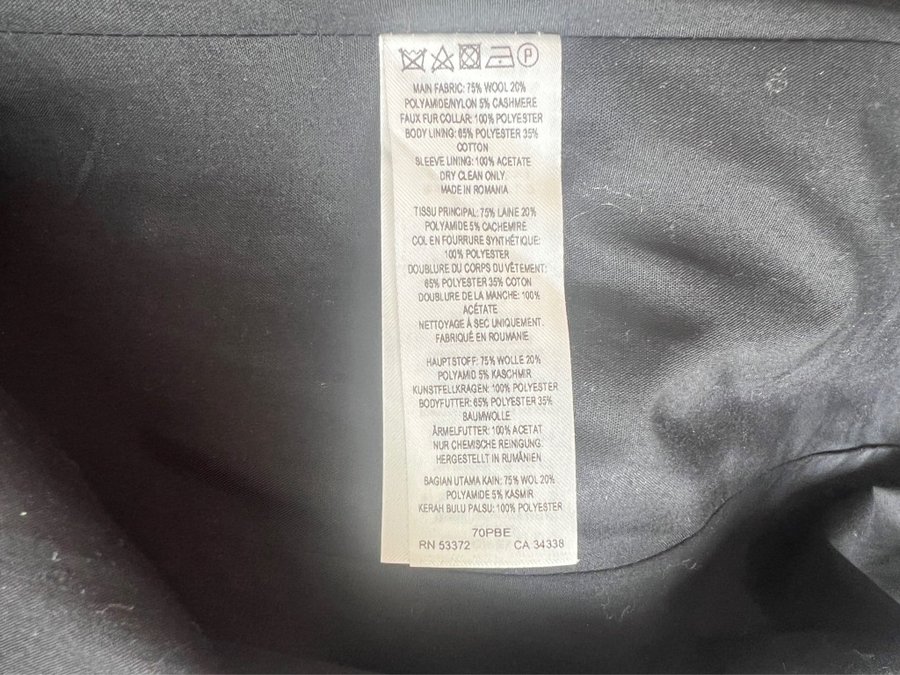 P
MAIN FABRIC: 75% WOOL 20%
POLYAMIDE/NYLON 5% CASHMERE
FAUX FUR COLLAR: 100% POLYESTER
BODY LINING: 65% POLYESTER 35%
COTTON
SLEEVE LINING: 100% ACETATE
DRY CLEAN ONLY.
MADE IN ROMANIA
TISSU PRINCIPAL: 75% LAINE 20%
POLYAMIDE 5% CACHEMIRE
COL EN FOURRURE SYNTHÉTIQUE:
100% POLYESTER
DOUBLURE DU CORPS DU VÊTEMENT:
65% POLYESTER 35% COTON
DOUBLURE DE LA MANCHE: 100%
ACÉTATE
NETTOYAGE À SEC UNIQUEMENT.
FABRIQUÉ EN ROUMANIE
HAUPTSTOFF: 75% WOLLE 20%
POLYAMID 5% KASCHMIR
KUNSTFELLKRAGEN: 100% POLYESTER
BODYFUTTER: 65% POLYESTER 35%
BAUMWOLLE
ÄRMELFUTTER: 100% ACETAT
NUR CHEMISCHE REINIGUNG.
HERGESTELLT IN RUMÄNIEN
BAGIAN UTAMA KAIN: 75% WOL 20%
POLYAMIDE 5% KASMIR
KERAH BULU PALSU: 100% POLYESTER
70PBE
RN 53372 CA 34338